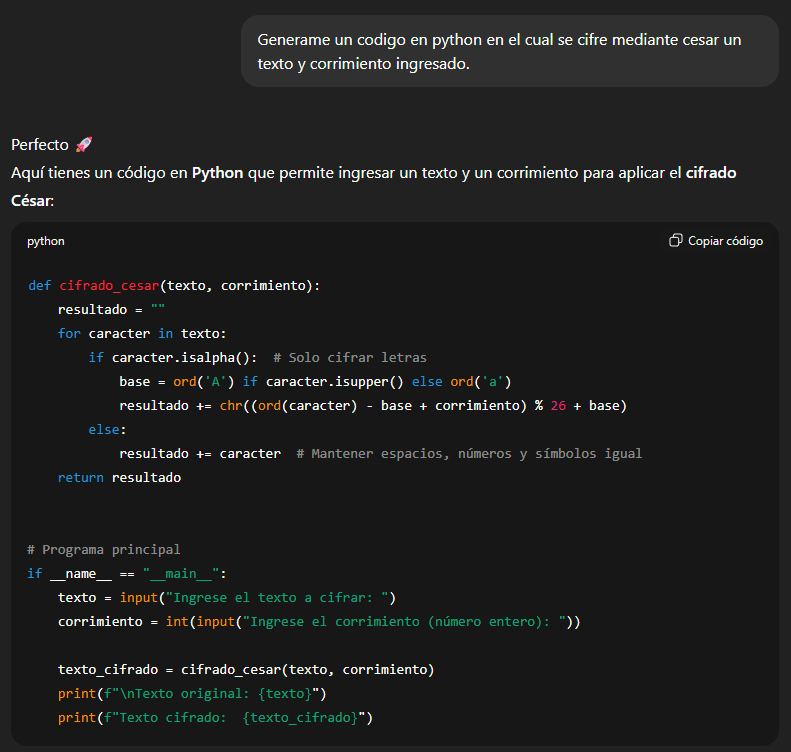 Generame un codigo en python en el cual se cifre mediante cesar un
texto y corrimiento ingresado.
Perfecto 🚀
Aquí tienes un código en Python que permite ingresar un texto y un corrimiento para aplicar el cifrado
César:
python
Copiar código
def cifrado_cesar(texto, corrimiento):
    resultado = ""
    for caracter in texto:
        if caracter.isalpha():  # Solo cifrar letras
            base = ord('A') if caracter.isupper() else ord('a')
            resultado += chr((ord(caracter) - base + corrimiento) % 26 + base)
        else:
            resultado += caracter  # Mantener espacios, números y símbolos igual
    return resultado
# Programa principal
if __name__ == "__main__":
    texto = input("Ingrese el texto a cifrar: ")
    corrimiento = int(input("Ingrese el corrimiento (número entero): "))
    texto_cifrado = cifrado_cesar(texto, corrimiento)
    print(f"\nTexto original: {texto}")
    print(f"Texto cifrado:  {texto_cifrado}")